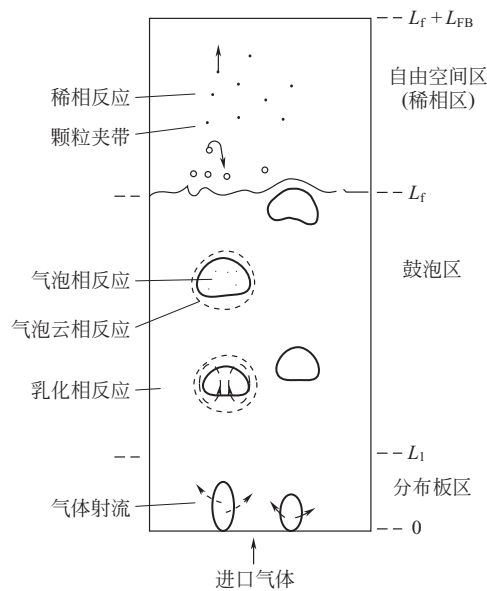 L_f + L_FB
自由空间区
(稀相区)
稀相反应
颗粒夹带
L_f
鼓泡区
气泡相反应
气泡云相反应
乳化相反应
L_1
分布板区
气体射流
0
进口气体